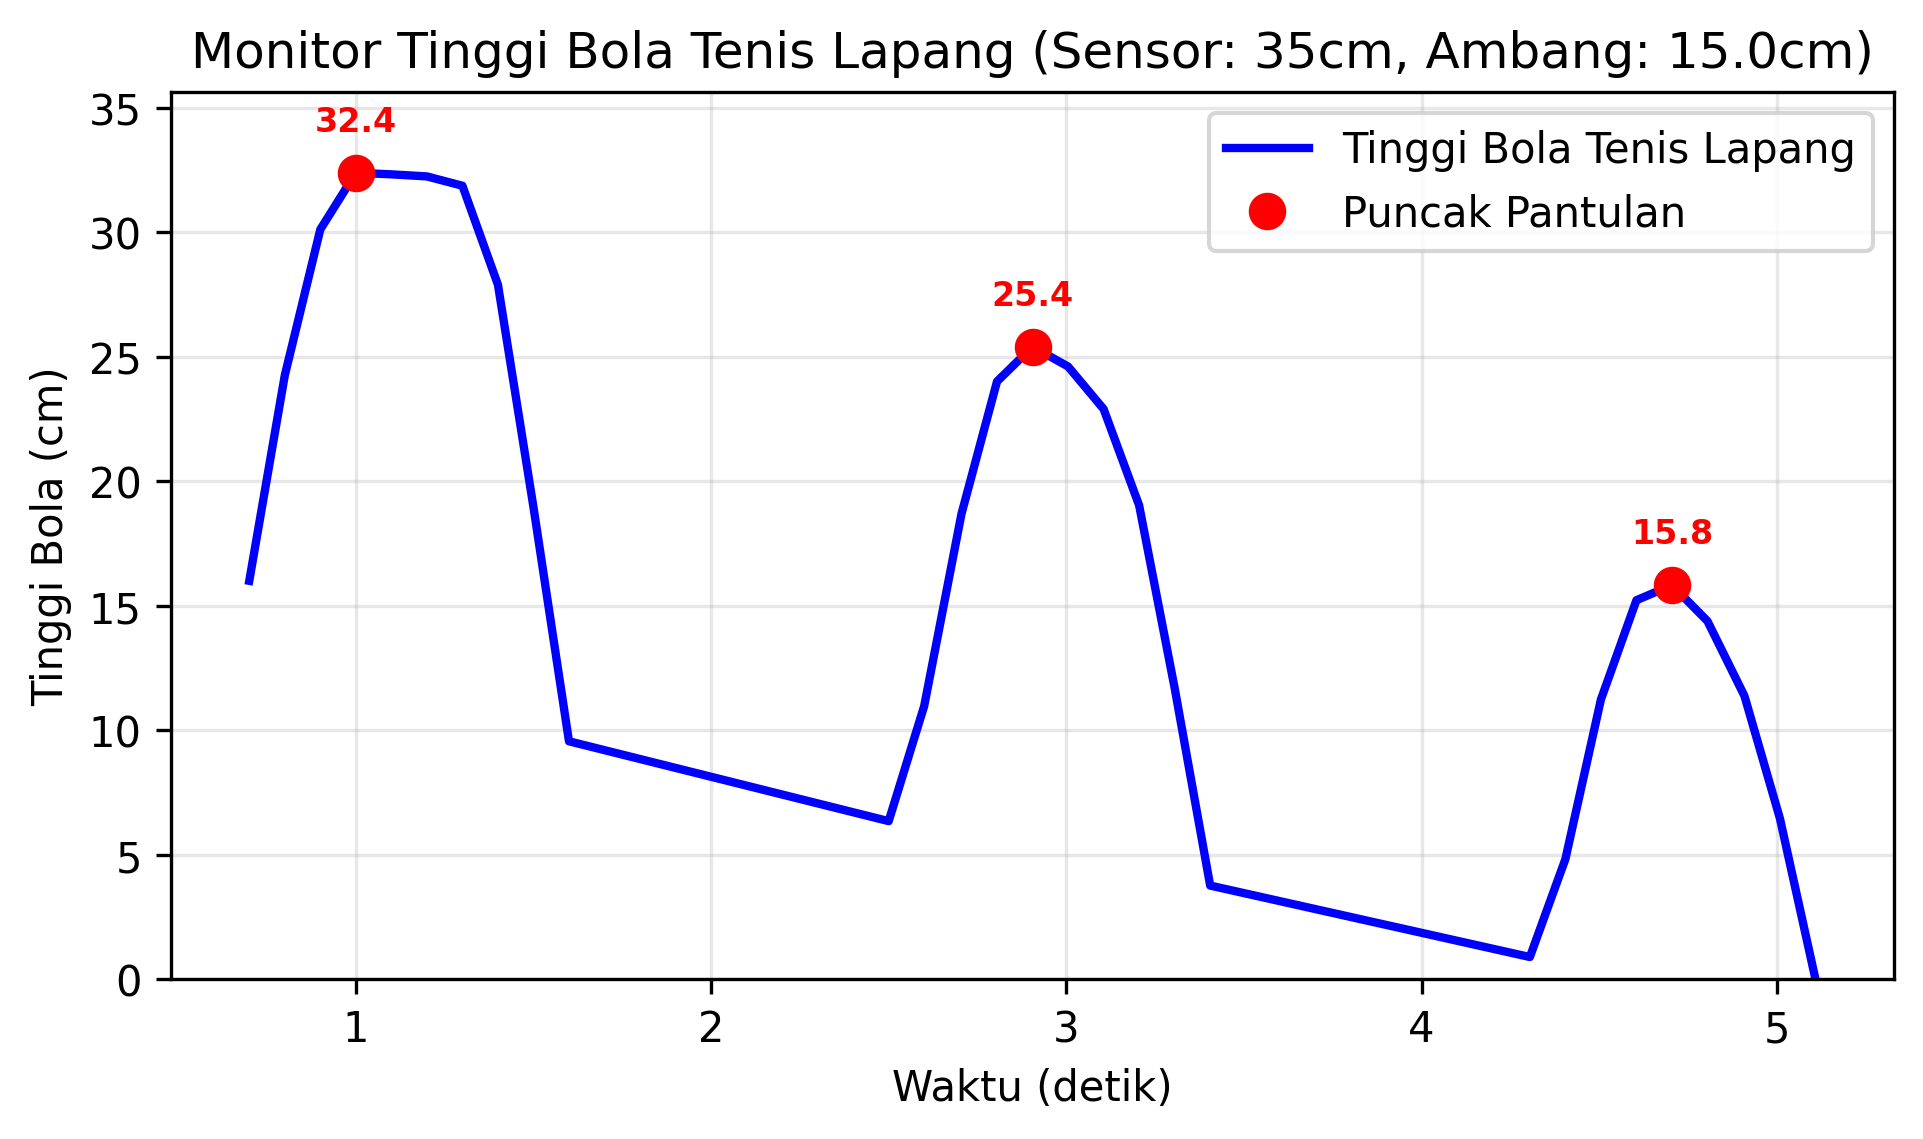 Monitor Tinggi Bola Tenis Lapang (Sensor: 35cm, Ambang: 15.0cm)
Tinggi Bola (cm)
35
30
25
20
15
10
5
0
32.4
25.4
15.8
Tinggi Bola Tenis Lapang
Puncak Pantulan
1 2 3 4 5
Waktu (detik)